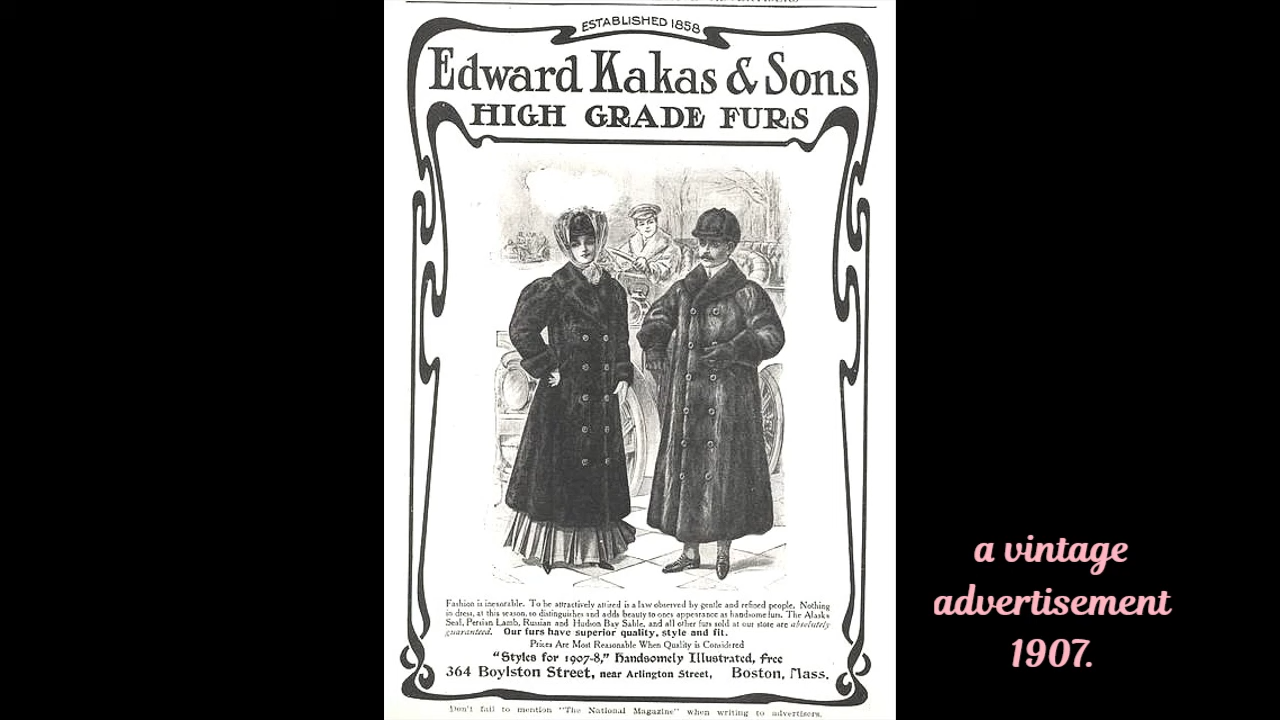 ESTABLISHED 1858
Edward Kakas & Sons
HIGH GRADE FURS
Fashion is inexorable. To be attractively attired is a law observed by gentle and refined people. Nothing
in dress, at this season, so distinguishes and adds beauty to ones appearance as handsome furs. The Alaska
Seal, Persian Lamb, Russian and Hudson Bay Sable, and all other furs sold at our store are absolutely
guaranteed. Our furs have superior quality, style and fit.
Prices Are Most Reasonable When Quality is Considered
"Styles for 1907-8," Handsomely Illustrated, free
364 Boylston Street, near Arlington Street, Boston, Mass.
Don't fail to mention "The National Magazine" when writing to advertisers.
a vintage
advertisement
1907.